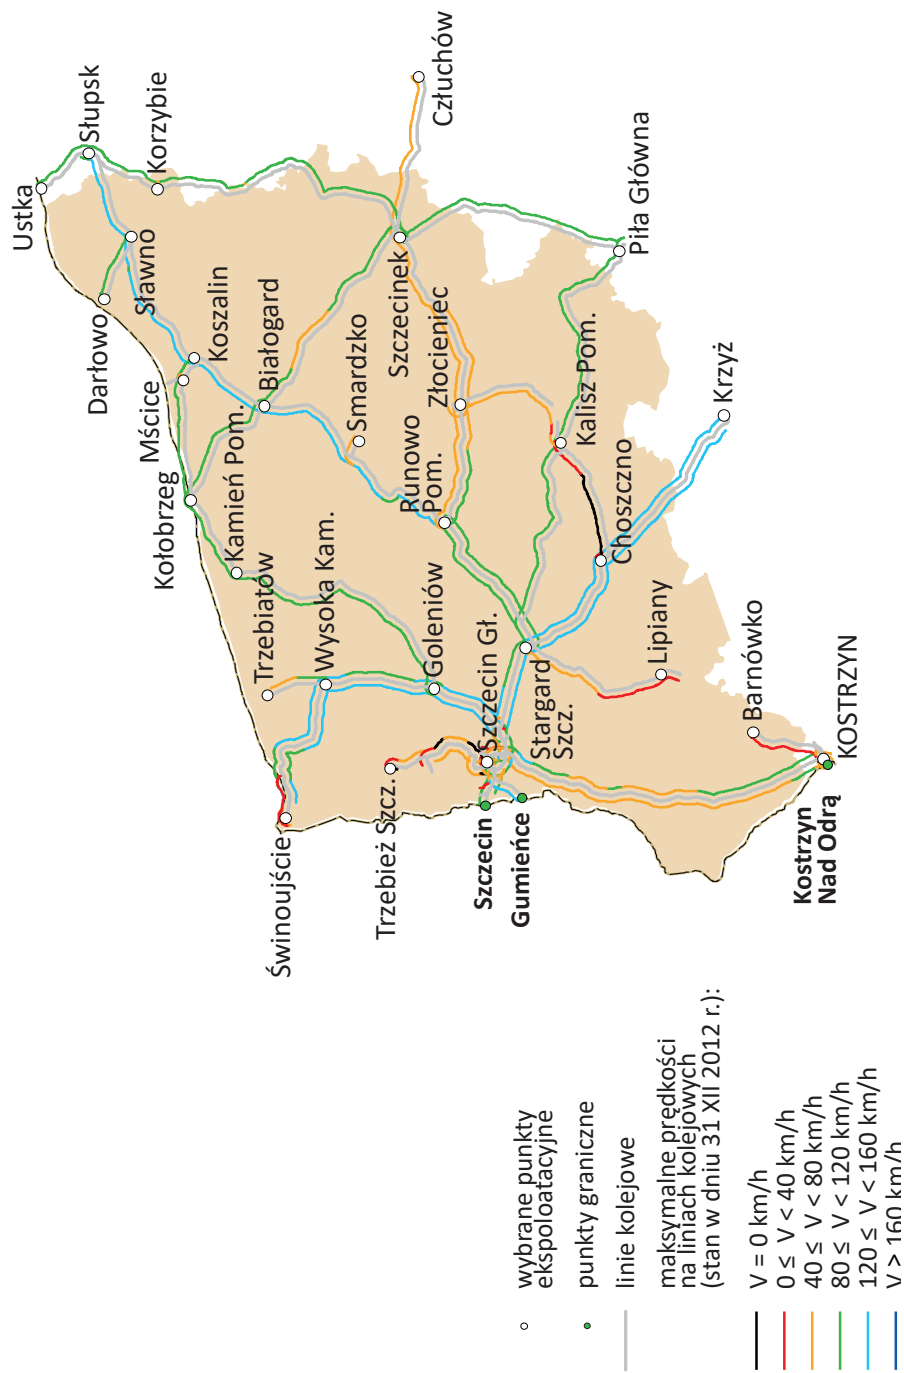 Ustka
Słupsk
Korzybie
Człuchów
Darłowo
Sławno
Koszalin
Mścice
Białogard
Kołobrzeg
Kamień Pom.
Trzebiatów
Wysoka Kam.
Smardzko
Szczecinek
Złocieniec
Piła Główna
Runowo
Pom.
Kalisz Pom.
Krzyż
Choszczno
Goleniów
Szczecin Gł.
Stargard
Szcz.
Lipiany
Barnówko
KOSTRZYN
Świnoujście
Trzebież Szcz.
Szczecin
Gumieńce
Kostrzyn
Nad Odrą
wybrane punkty
ekspoloatacyjne
punkty graniczne
linie kolejowe
maksymalne prędkości
na liniach kolejowych
(stan w dniu 31 XII 2012 r.):
V = 0 km/h
0 ≤ V < 40 km/h
40 ≤ V < 80 km/h
80 ≤ V < 120 km/h
120 ≤ V < 160 km/h
V > 160 km/h